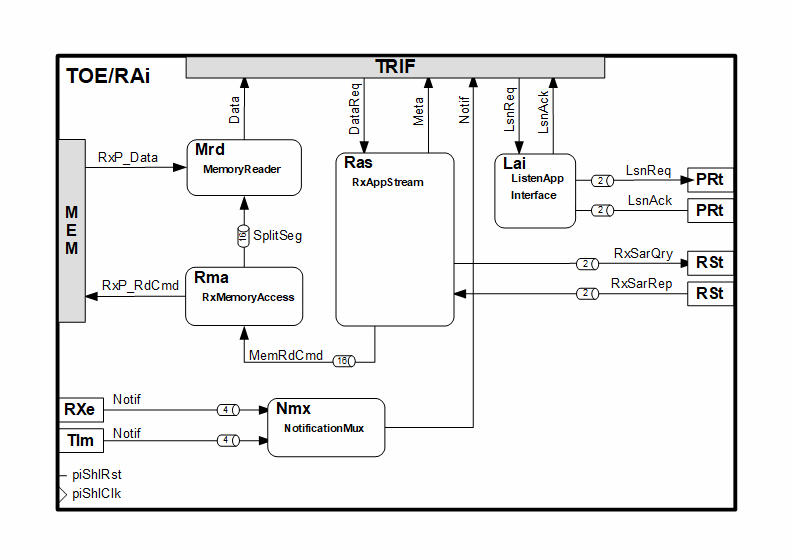 TRIF
TOE/RAi
Data
DataReq
Meta
Notif
LsnReq
LsnAck
RxP_Data
Mrd
MemoryReader
Ras
RxAppStream
Lai
ListenApp
Interface
2
LsnReq
PRt
2
LsnAck
PRt
MEM
16
SplitSeg
2
RxSarQry
RSt
Rma
RxMemoryAccess
RxP_RdCmd
2
RxSarRep
RSt
MemRdCmd
16
RXe
Notif
4
Nmx
NotificationMux
TIm
Notif
4
piShlRst
piShlClk